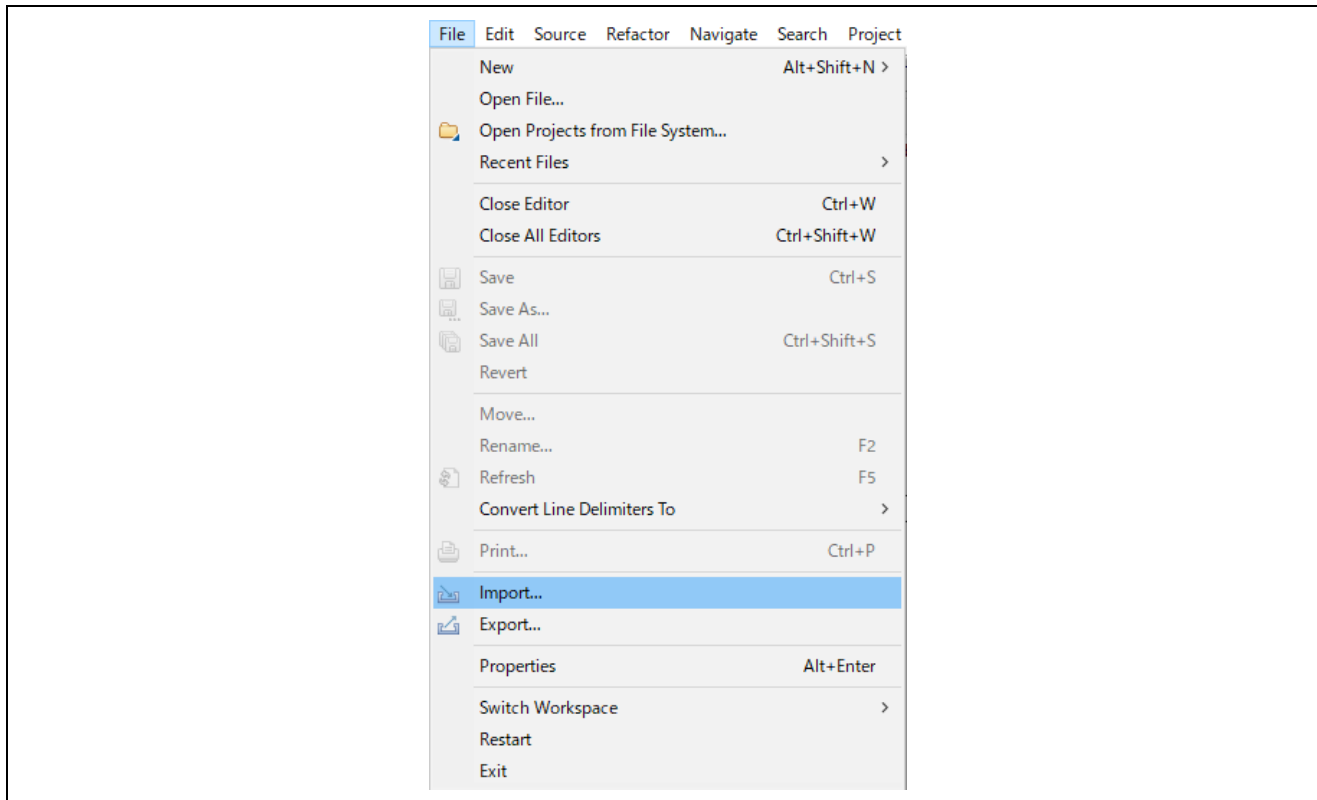 File Edit Source Refactor Navigate Search Project
New Alt+Shift+N >
Open File...
Open Projects from File System...
Recent Files >
Close Editor Ctrl+W
Close All Editors Ctrl+Shift+W
Save Ctrl+S
Save As...
Save All Ctrl+Shift+S
Revert
Move...
Rename... F2
Refresh F5
Convert Line Delimiters To >
Print... Ctrl+P
Import...
Export...
Properties Alt+Enter
Switch Workspace >
Restart
Exit